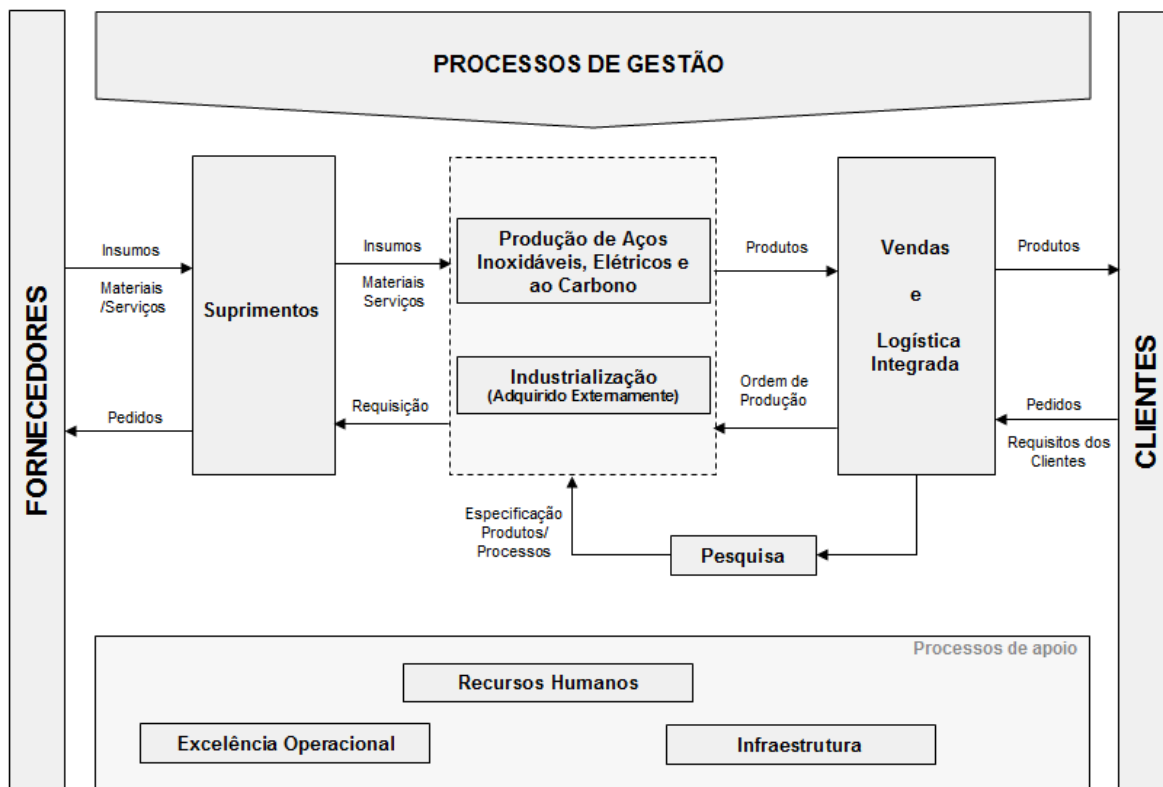 PROCESSOS DE GESTÃO
FORNECEDORES
Insumos
Materiais
/Serviços
Pedidos
Suprimentos
Insumos
Materiais
Serviços
Requisição
Produção de Aços
Inoxidáveis, Elétricos e
ao Carbono
Industrialização
(Adquirido Externamente)
Produtos
Ordem de
Produção
Vendas
e
Logística
Integrada
Produtos
Pedidos
Requisitos dos
Clientes
CLIENTES
Especificação
Produtos/
Processos
Pesquisa
Processos de apoio
Recursos Humanos
Excelência Operacional
Infraestrutura